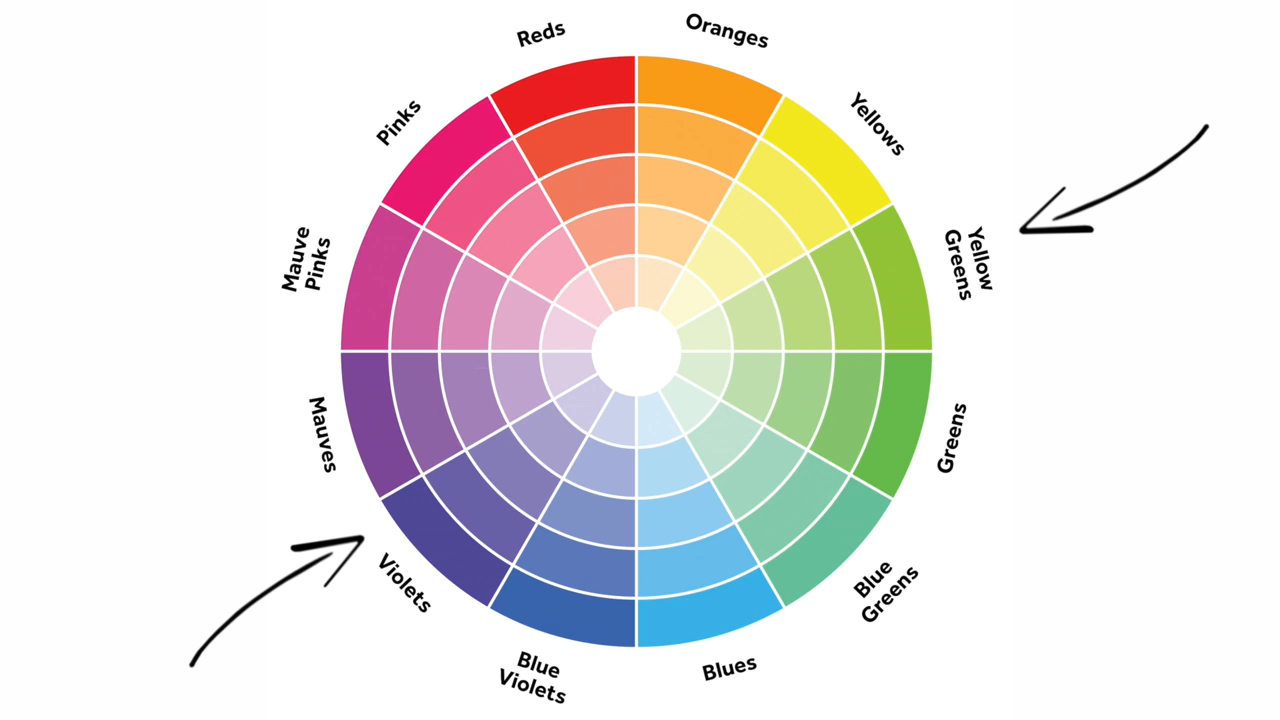 Reds
Oranges
Pinks
Yellows
Mauve
Pinks
Yellow
Greens
Mauves
Greens
Violets
Blue
Greens
Blue
Violets
Blues